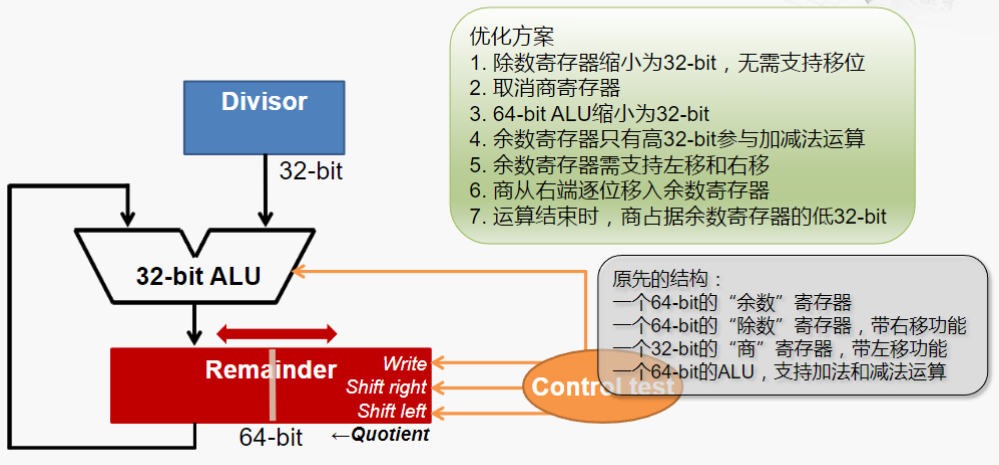 优化方案
1. 除数寄存器缩小为32-bit，无需支持移位
2. 取消商寄存器
3. 64-bit ALU缩小为32-bit
4. 余数寄存器只有高32-bit参与加减法运算
5. 余数寄存器需支持左移和右移
6. 商从右端逐位移入余数寄存器
7. 运算结束时，商占据余数寄存器的低32-bit
Divisor
32-bit
32-bit ALU
原先的结构：
一个64-bit的“余数”寄存器
一个64-bit的“除数”寄存器，带右移功能
一个32-bit的“商”寄存器，带左移功能
一个64-bit的ALU，支持加法和减法运算
Remainder
Write
Shift right
Shift left
Control test
64-bit
←Quotient